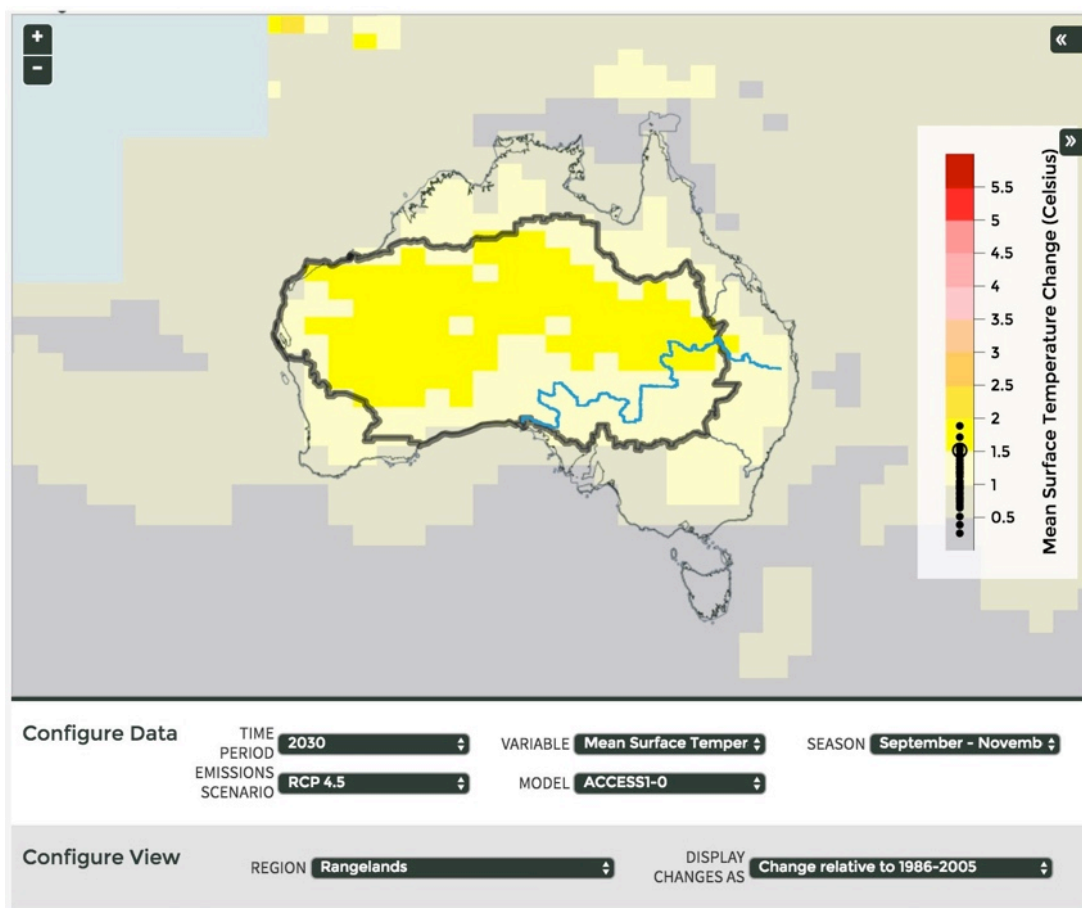 +
−
«
»
5.5
5
4.5
4
3.5
3
2.5
2
1.5
1
0.5
Mean Surface Temperature Change (Celsius)
Configure Data
TIME PERIOD
2030
VARIABLE
Mean Surface Temper
SEASON
September - Novemb
EMISSIONS SCENARIO
RCP 4.5
MODEL
ACCESS1-0
Configure View
REGION
Rangelands
DISPLAY CHANGES AS
Change relative to 1986-2005